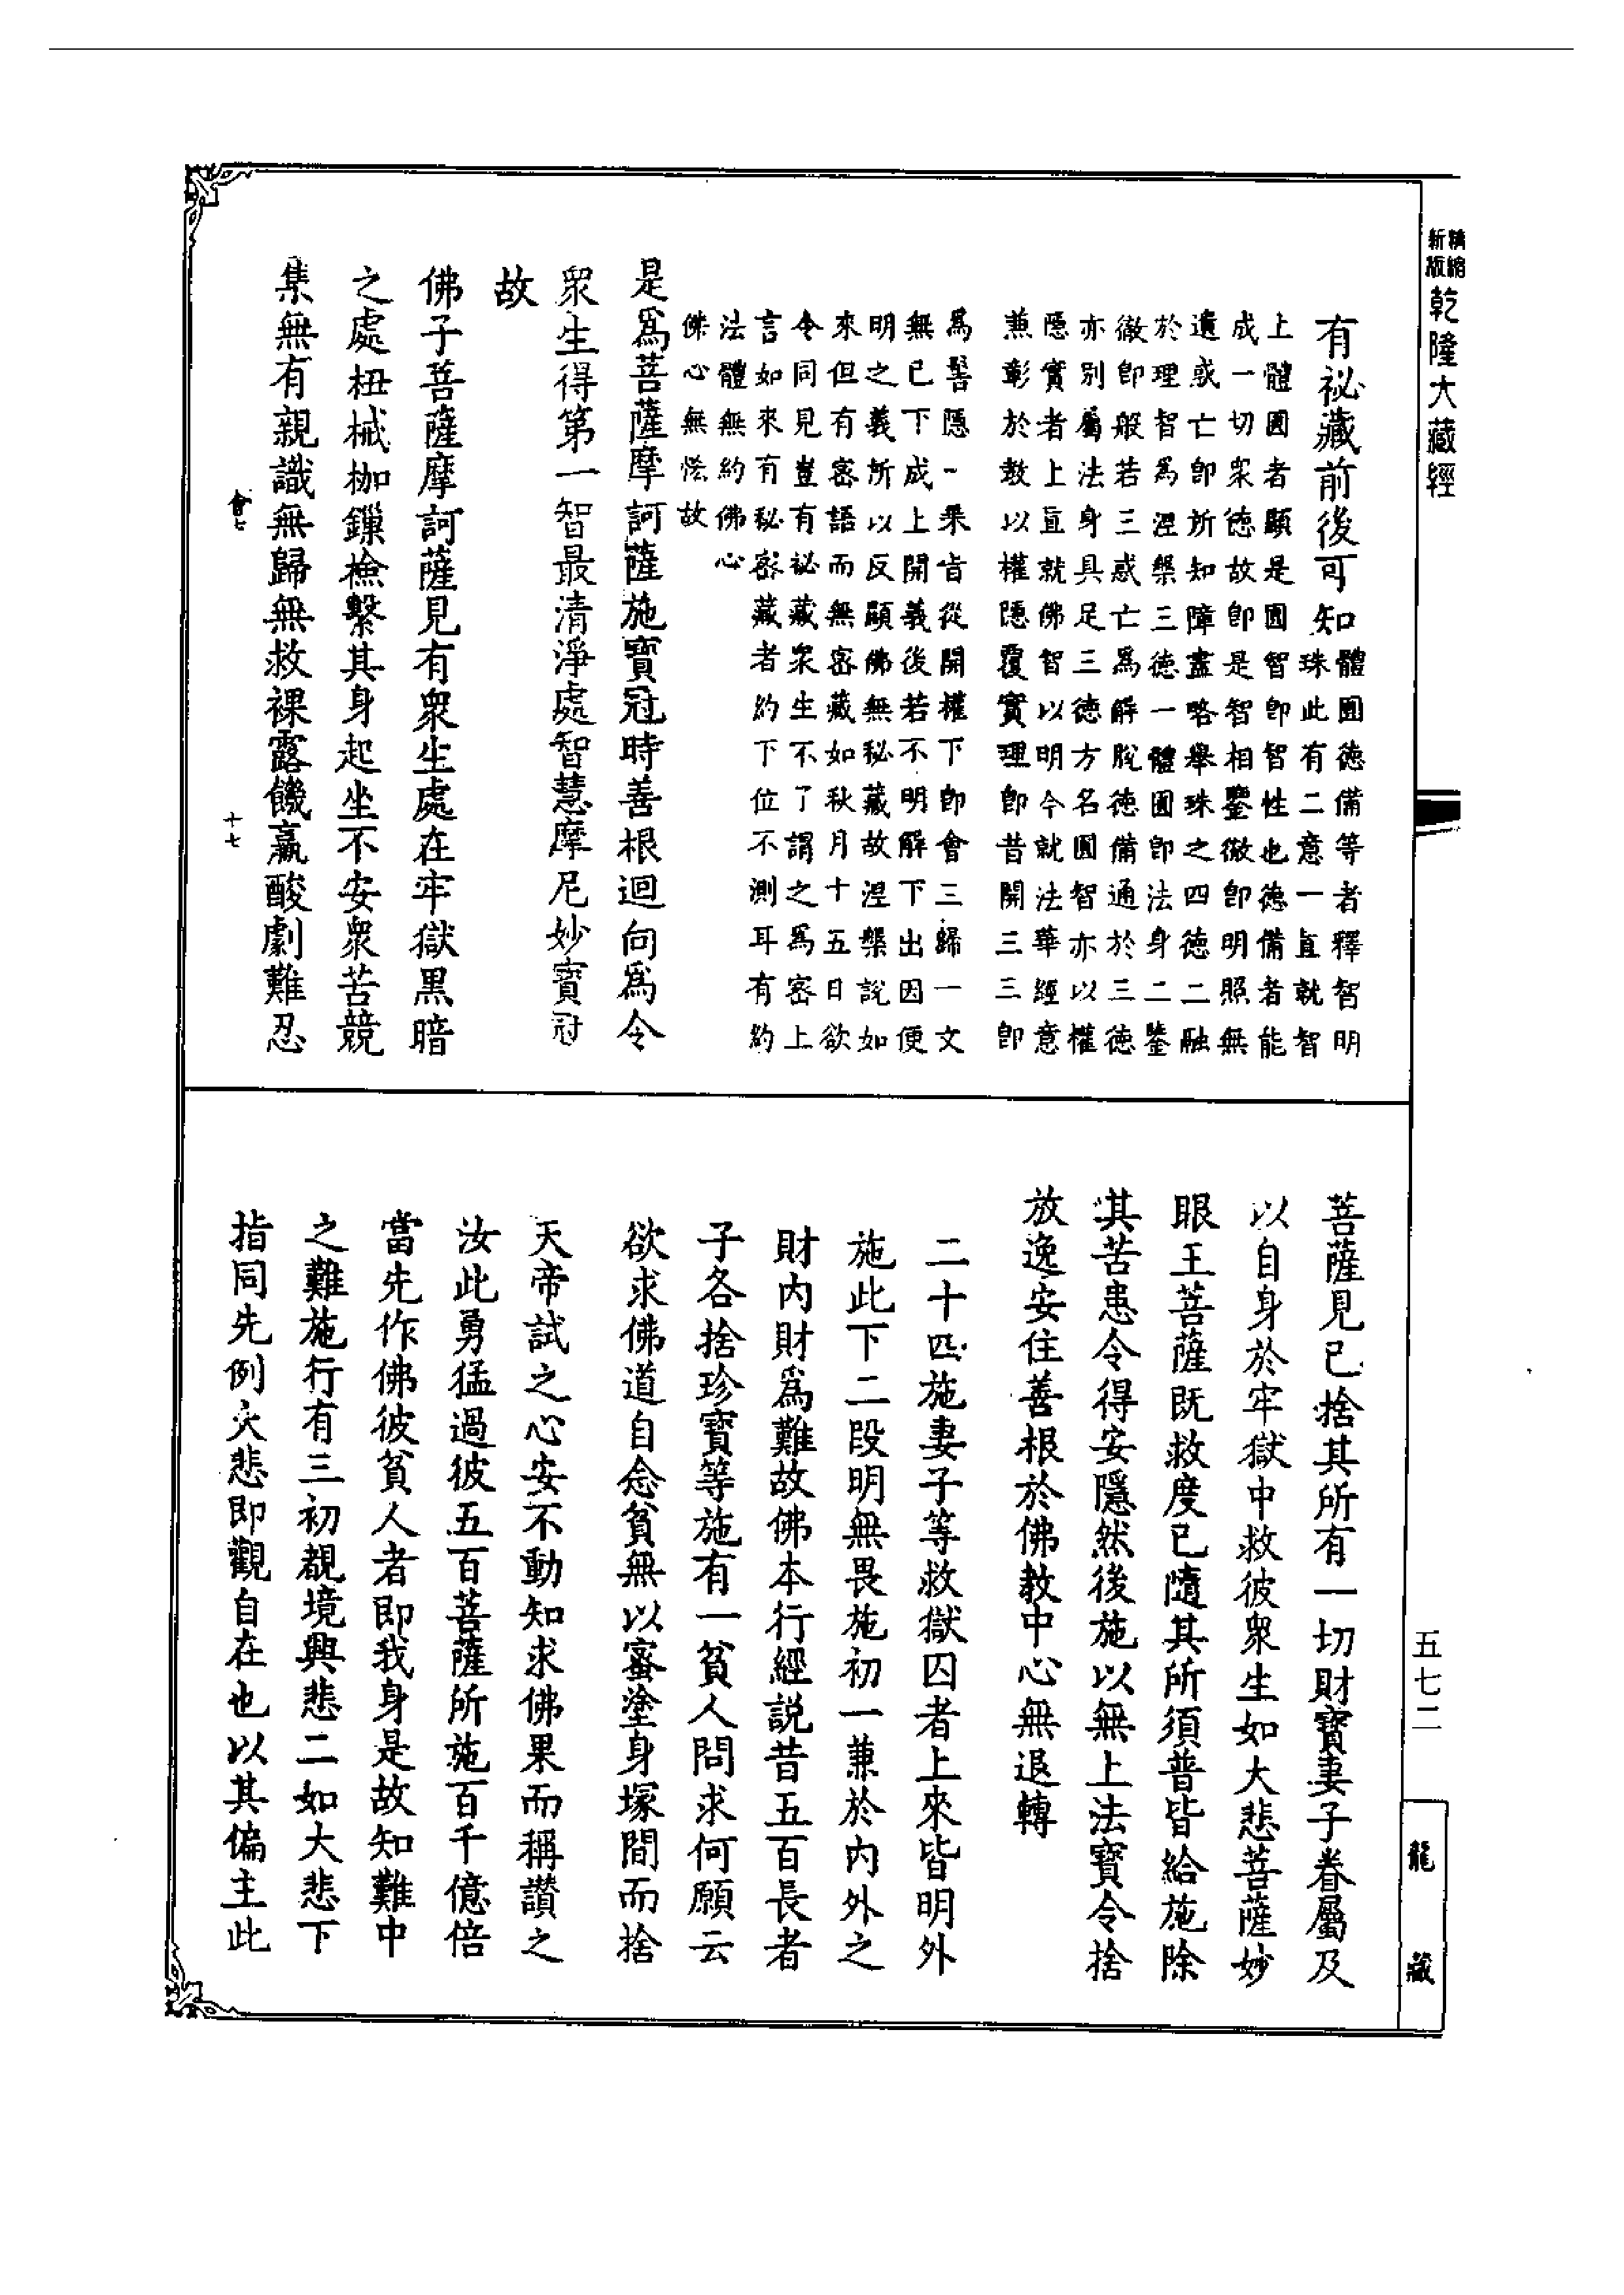 精縮新版
乾隆大藏經
有祕藏前後可知體圓德備等者釋智明
珠此有二意一直就智
上體圓者顯是圓智即智性也德備者能
成一切衆德故即是智相鑒徹即明照無
遺惑亡即所知障盡略舉珠之四德二融
於理智爲涅槃三德一體圓即法身二鑒
徹即般若三惑亡爲解脫德備通於三德
亦別屬法身具足三德方名圓智亦以權
隱實者上直就佛智以明今就法華經意
兼彰於教以權隱覆實理即昔開三三即
爲髻隱一果旨從開權下即會三歸一文
無已下成上開義後若不明解下出因便
明之義所以反顯佛無秘藏故涅槃說如
來但有密語而無密藏如秋月十五日欲
令同見豈有祕藏衆生不了謂之爲密上
言如來有秘密藏者約下位不測耳有約
法體無約佛心
佛心無悋故
是爲菩薩摩訶薩施寶冠時善根迴向爲令
衆生得第一智最清淨處智慧摩尼妙寶冠
故
佛子菩薩摩訶薩見有衆生處在牢獄黑暗
之處杻械枷鏁檢繫其身起坐不安衆苦競
集無有親識無歸無救裸露饑羸酸劇難忍
會七 十七
菩薩見已捨其所有一切財寶妻子眷屬及
以自身於牢獄中救彼衆生如大悲菩薩妙
眼王菩薩既救度已隨其所須普皆給施除
其苦患令得安隱然後施以無上法寶令捨
放逸安住善根於佛教中心無退轉
二十四施妻子等救獄囚者上來皆明外
施此下二段明無畏施初一兼於内外之
財内財爲難故佛本行經説昔五百長者
子各捨珍寶等施有一貧人問求何願云
欲求佛道自念貧無以蜜塗身塚間而捨
天帝試之心安不動知求佛果而稱讃之
汝此勇猛過彼五百菩薩所施百千億倍
當先作佛彼貧人者即我身是故知難中
之難施行有三初覩境興悲二如大悲下
指同先例大悲即觀自在也以其偏主此
五七二
龍藏